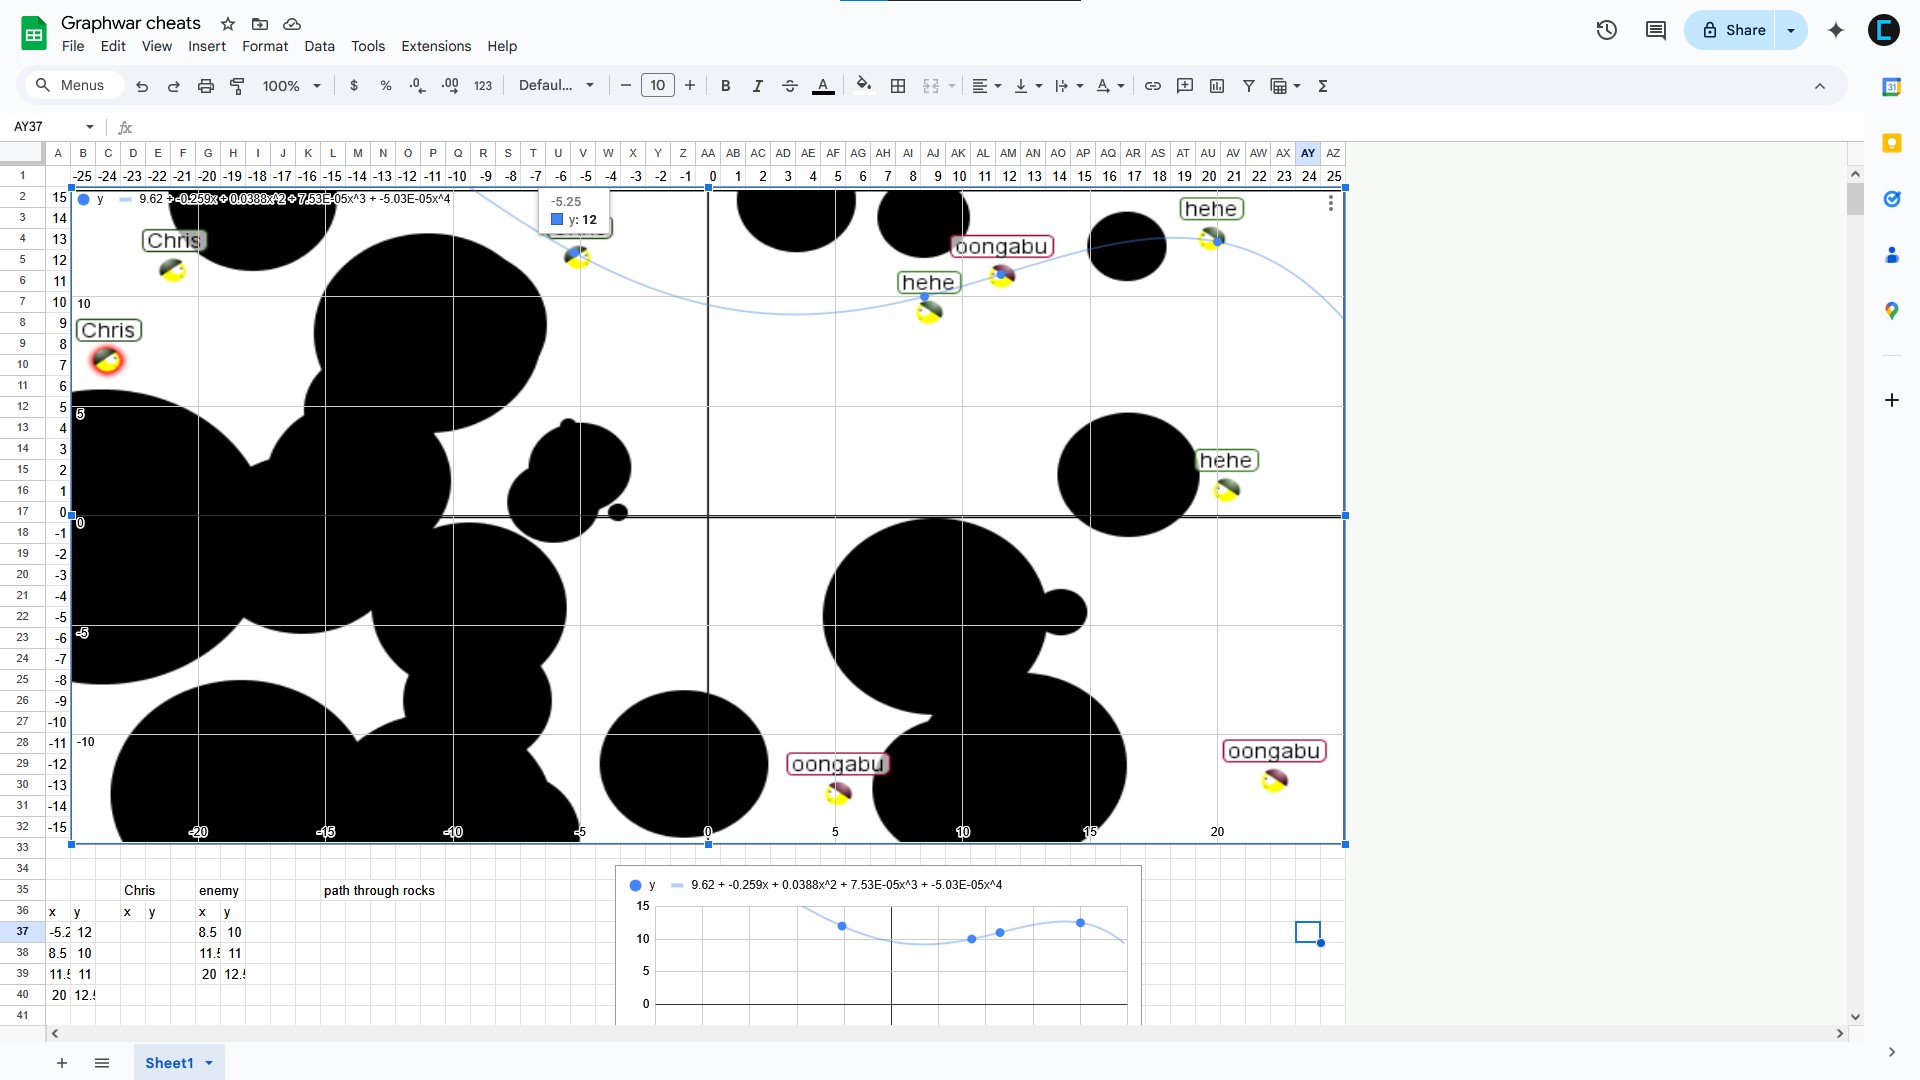 Graphwar cheats
File Edit View Insert Format Data Tools Extensions Help
Share
Menus 100% $ % .0 .00 123 Defaul... 10 B I A Σ
AY37 fx
A B C D E F G H I J K L M N O P Q R S T U V W X Y Z AA AB AC AD AE AF AG AH AI AJ AK AL AM AN AO AP AQ AR AS AT AU AV AW AX AY AZ
1 -25 -24 -23 -22 -21 -20 -19 -18 -17 -16 -15 -14 -13 -12 -11 -10 -9 -8 -7 -6 -5 -4 -3 -2 -1 0 1 2 3 4 5 6 7 8 9 10 11 12 13 14 15 16 17 18 19 20 21 22 23 24 25
2 15 y 9.62 + -0.259x + 0.0388x^2 + 7.53E-05x^3 + -5.03E-05x^4
-5.25
y: 12
hehe
3 14
4 13 Chris
oongabu
5 12
6 11 hehe
7 10 10
8 9 Chris
9 8
10 7
11 6
12 5 5
13 4
14 3
15 2 hehe
16 1
17 0 0
18 -1
19 -2
20 -3
21 -4
22 -5
23 -6 -5
24 -7
25 -8
26 -9
27 -10
28 -11 -10
oongabu
29 -12 oongabu
30 -13
31 -14
32 -15 -20 -15 -10 -5 0 5 10 15 20
33
34
35 Chris enemy path through rocks
36 x y x y x y
37 -5.2 12 8.5 10
38 8.5 10 11.5 11
39 11.5 11 20 12.5
40 20 12.5
41
y 9.62 + -0.259x + 0.0388x^2 + 7.53E-05x^3 + -5.03E-05x^4
15
10
5
0
Sheet1
31